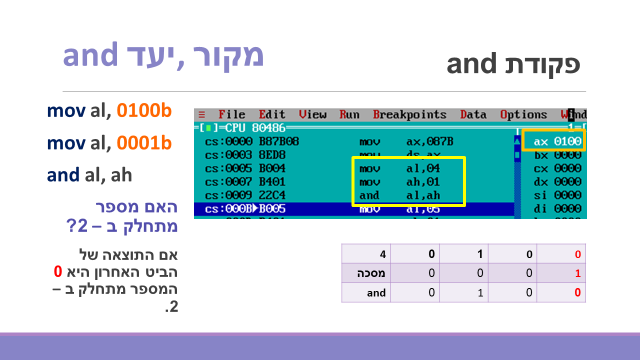 פקודת and
and יעד, מקור
mov al, 0100b
mov al, 0001b
and al, ah
האם מספר
מתחלק ב – 2?
אם התוצאה של
הביט האחרון היא 0
המספר מתחלק ב –
2.
≡ File Edit View Run Breakpoints Data Options Wind
[■]=CPU 80486
cs:0000 B87B08 mov ax,087B ax 0100
cs:0003 8ED8 mov ds,ax bx 0000
cs:0005 B004 mov al,04 cx 0000
cs:0007 B401 mov ah,01 dx 0000
cs:0009 22C4 and al,ah si 0000
cs:000B B005 mov al,05 di 0000
4 0 1 0 0
מסכה 0 0 0 1
and 0 1 0 0